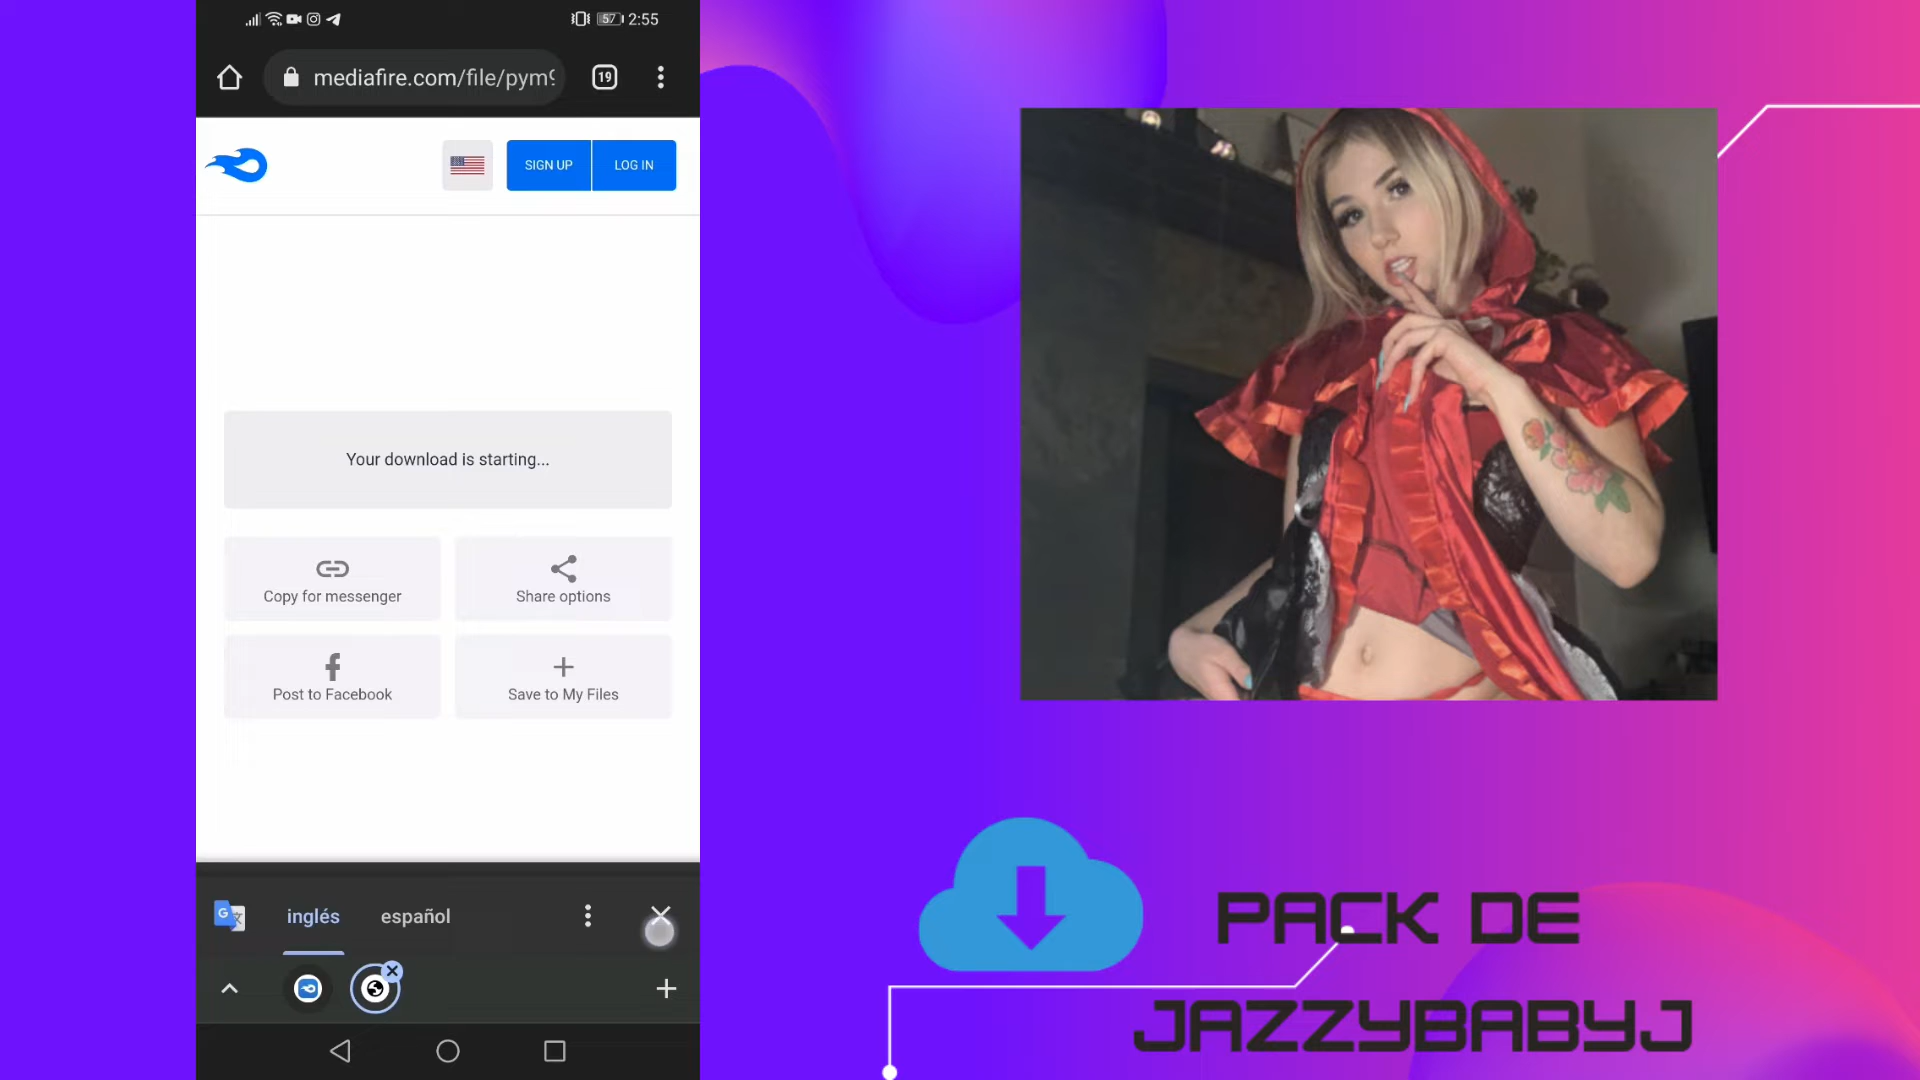 57 2:55
mediafire.com/file/pym9
19
SIGN UP
LOG IN
Your download is starting...
Copy for messenger
Share options
Post to Facebook
Save to My Files
inglés
español
PACK DE
JAZZYBABYJ